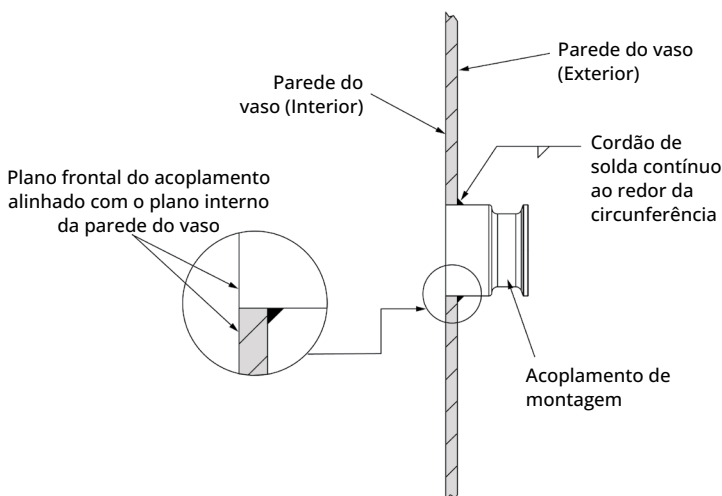 Parede do
vaso (Interior)
Parede do vaso
(Exterior)
Cordão de
solda contínuo
ao redor da
circunferência
Plano frontal do acoplamento
alinhado com o plano interno
da parede do vaso
Acoplamento de
montagem